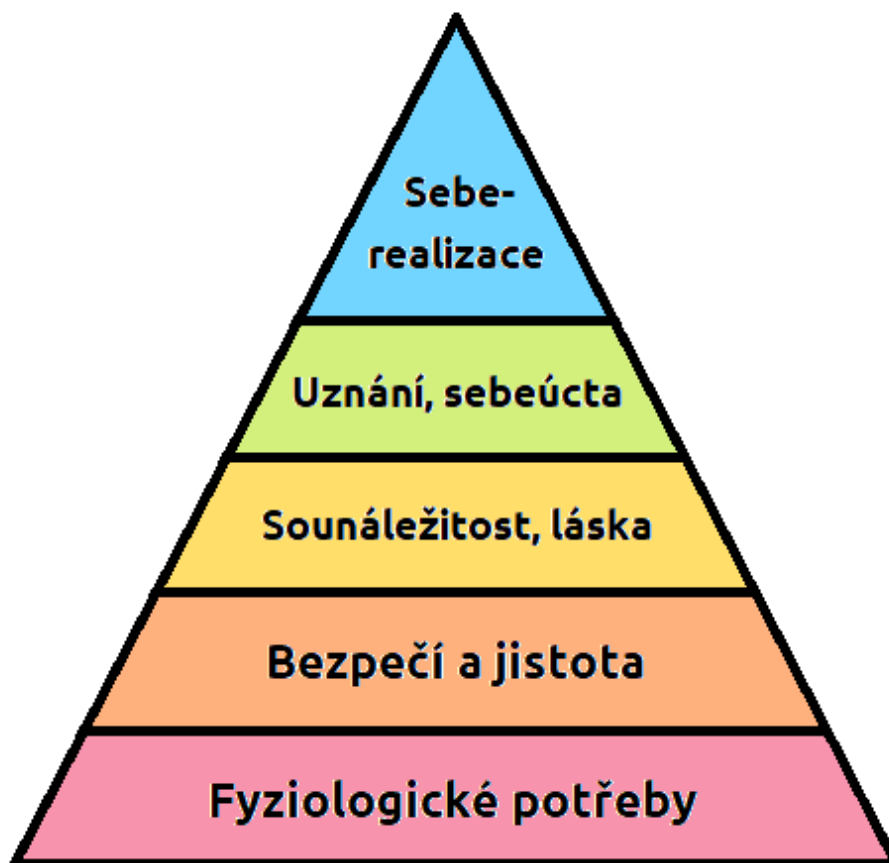 Sebe-
realizace
Uznání, sebeúcta
Sounáležitost, láska
Bezpečí a jistota
Fyziologické potřeby